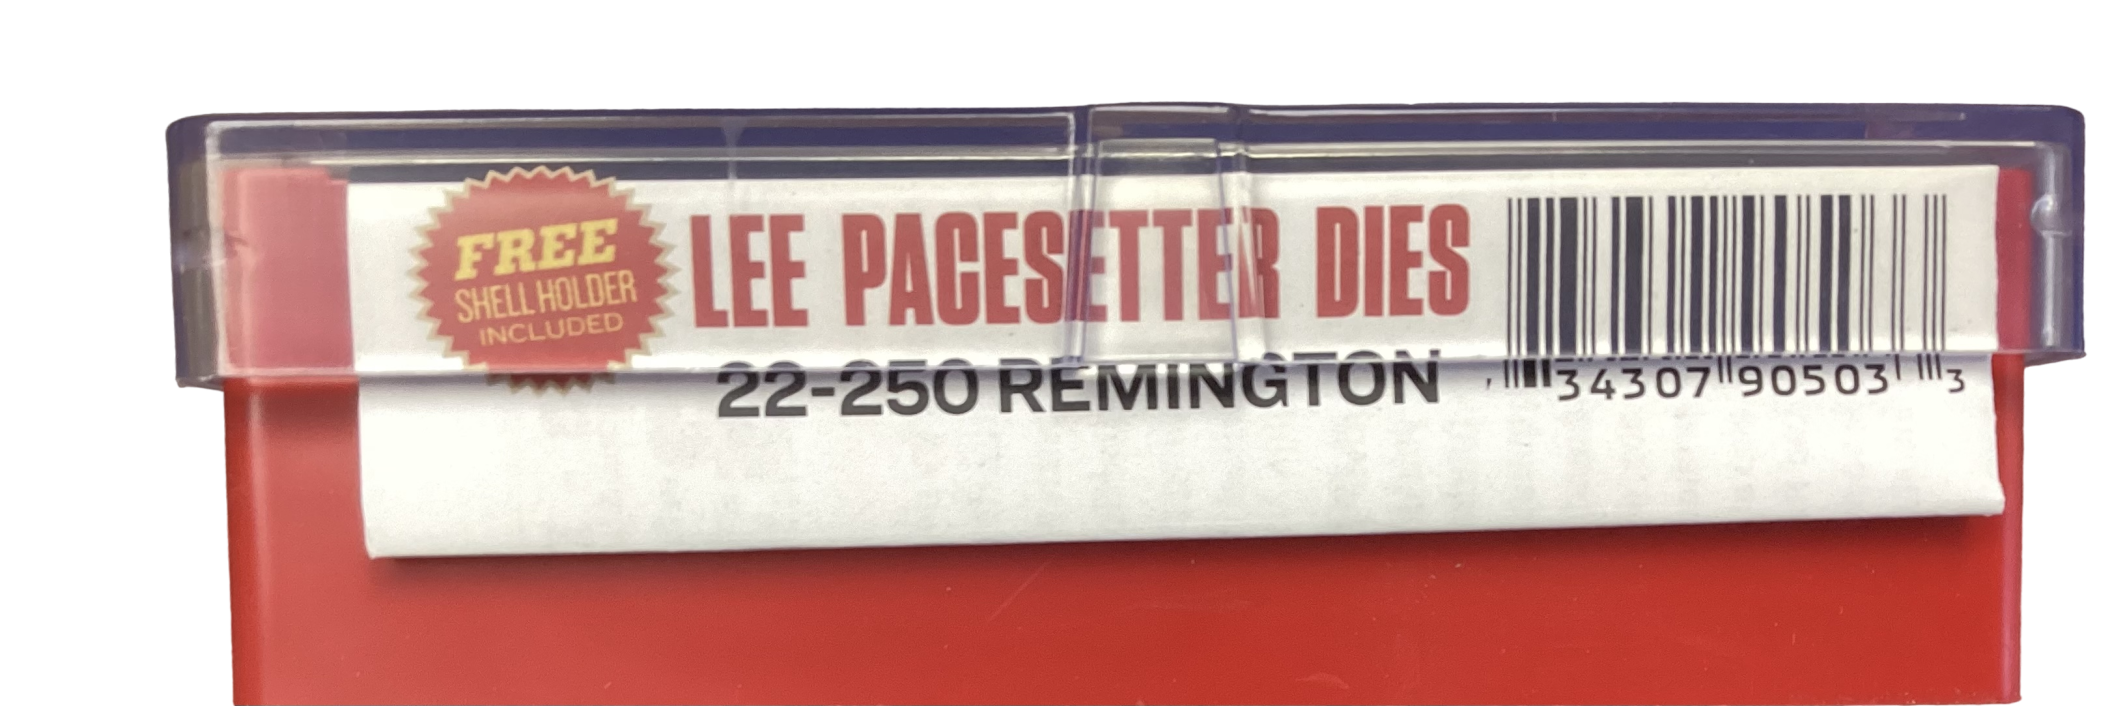 FREE
SHELL HOLDER
INCLUDED
LEE PACESETTER DIES
22-250 REMINGTON
34307 90503 3